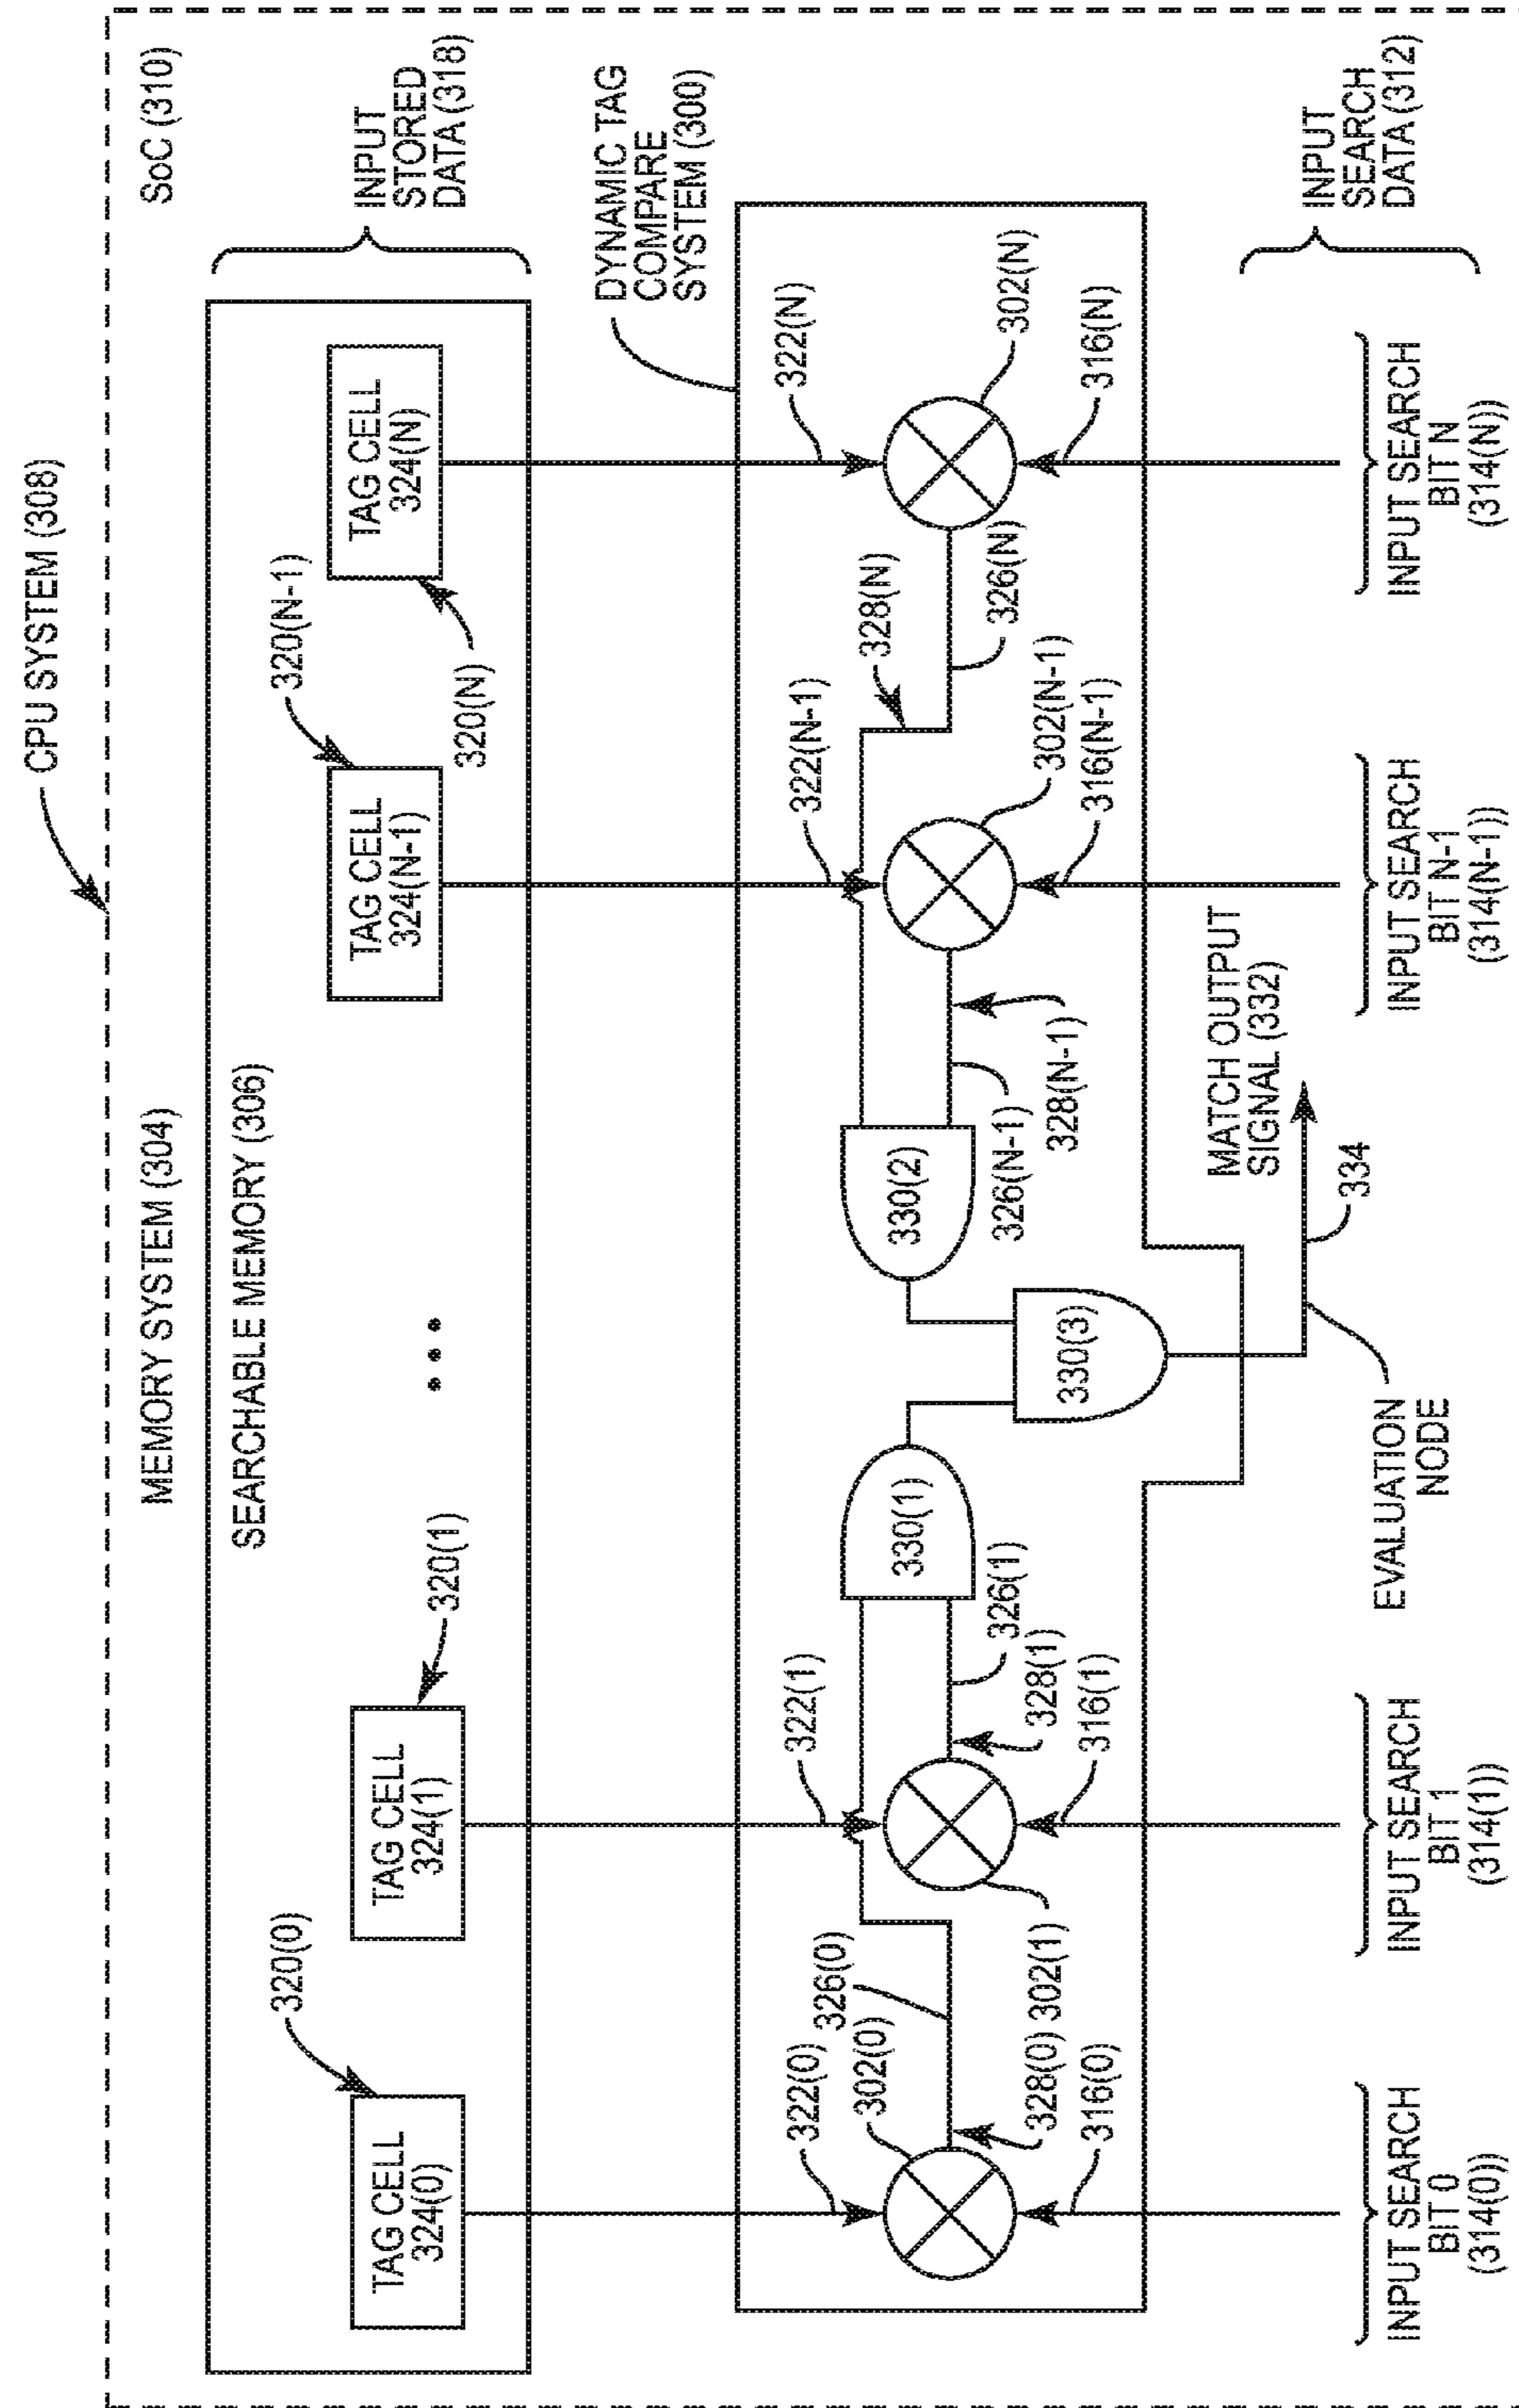 CPU SYSTEM (308)
MEMORY SYSTEM (304)
SoC (310)
SEARCHABLE MEMORY (306)
INPUT
STORED
DATA (318)
320(0)
320(1)
320(N-1)
320(N)
TAG CELL
324(0)
TAG CELL
324(1)
• • •
TAG CELL
324(N-1)
TAG CELL
324(N)
DYNAMIC TAG
COMPARE
SYSTEM (300)
322(0)
302(0)
326(0)
328(0)
316(0)
322(1)
302(1)
326(1)
328(1)
316(1)
330(1)
330(2)
330(3)
322(N-1)
326(N-1)
328(N-1)
302(N-1)
316(N-1)
328(N)
326(N)
322(N)
302(N)
316(N)
MATCH OUTPUT
SIGNAL (332)
334
EVALUATION
NODE
INPUT SEARCH
BIT 0
(314(0))
INPUT SEARCH
BIT 1
(314(1))
INPUT SEARCH
BIT N-1
(314(N-1))
INPUT SEARCH
BIT N
(314(N))
INPUT
SEARCH
DATA (312)